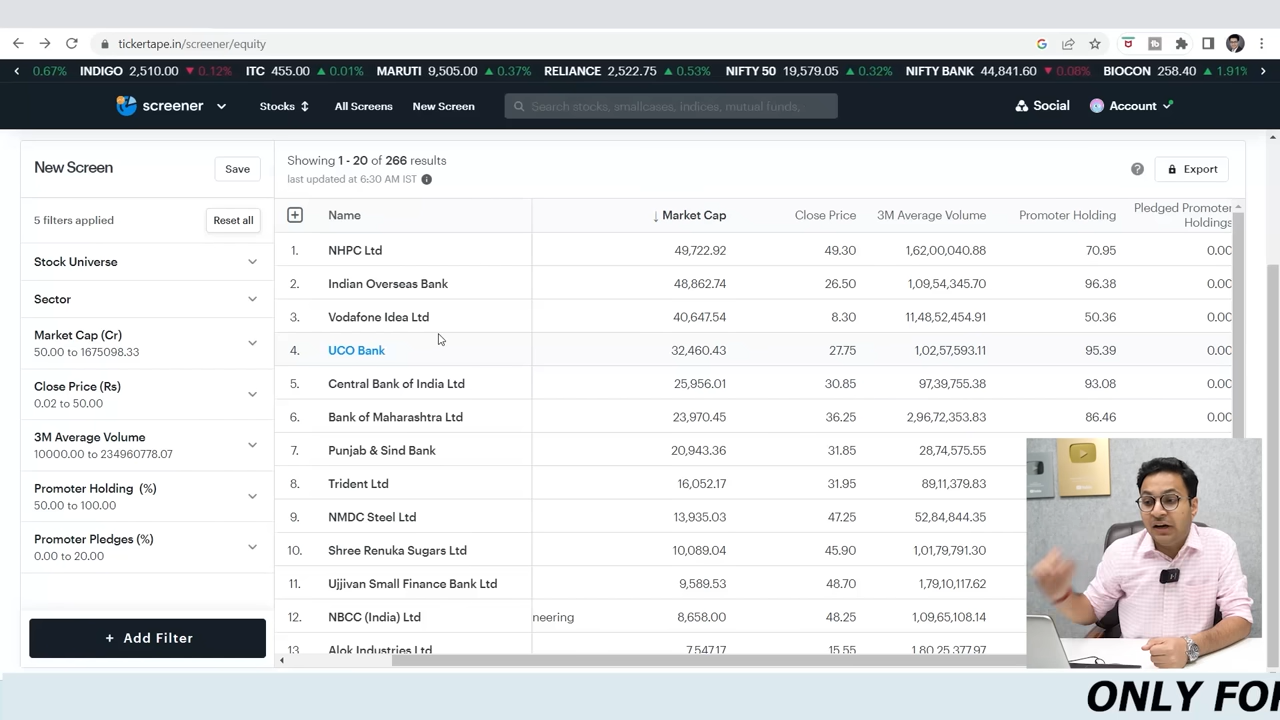 tickertape.in/screener/equity
0.67% INDIGO 2,510.00 ▼ 0.12% ITC 455.00 ▲ 0.01% MARUTI 9,505.00 ▲ 0.37% RELIANCE 2,522.75 ▲ 0.53% NIFTY 50 19,579.05 ▲ 0.32% NIFTY BANK 44,841.60 ▼ 0.08% BIOCON 258.40 ▲ 1.91%
screener Stocks All Screens New Screen Search stocks, smallcases, indices, mutual funds, Social Account
New Screen Save
5 filters applied Reset all
Stock Universe
Sector
Market Cap (Cr)
50.00 to 1675098.33
Close Price (Rs)
0.02 to 50.00
3M Average Volume
10000.00 to 234960778.07
Promoter Holding (%)
50.00 to 100.00
Promoter Pledges (%)
0.00 to 20.00
+ Add Filter
Showing 1 - 20 of 266 results
last updated at 6:30 AM IST
Export
Name ↓ Market Cap Close Price 3M Average Volume Promoter Holding Pledged Promoter Holdings
1. NHPC Ltd 49,722.92 49.30 1,62,00,040.88 70.95 0.00
2. Indian Overseas Bank 48,862.74 26.50 1,09,54,345.70 96.38 0.00
3. Vodafone Idea Ltd 40,647.54 8.30 11,48,52,454.91 50.36 0.00
4. UCO Bank 32,460.43 27.75 1,02,57,593.11 95.39 0.00
5. Central Bank of India Ltd 25,956.01 30.85 97,39,755.38 93.08 0.00
6. Bank of Maharashtra Ltd 23,970.45 36.25 2,96,72,353.83 86.46 0.00
7. Punjab & Sind Bank 20,943.36 31.85 28,74,575.55
8. Trident Ltd 16,052.17 31.95 89,11,379.83
9. NMDC Steel Ltd 13,935.03 47.25 52,84,844.35
10. Shree Renuka Sugars Ltd 10,089.04 45.90 1,01,79,791.30
11. Ujjivan Small Finance Bank Ltd 9,589.53 48.70 1,79,10,117.62
12. NBCC (India) Ltd neering 8,658.00 48.25 1,09,65,108.14
13. Alok Industries Ltd 7,547.17 15.55 1,80,25,377.97
ONLY FOR